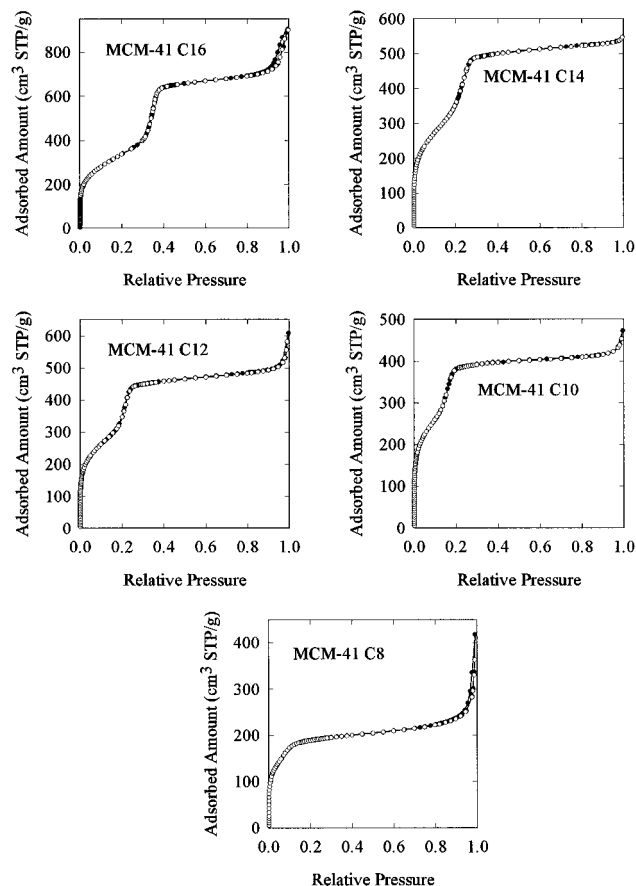 MCM-41 C16
Adsorbed Amount (cm³ STP/g)
800
600
400
200
0
0.0 0.2 0.4 0.6 0.8 1.0
Relative Pressure
MCM-41 C14
Adsorbed Amount (cm³ STP/g)
600
500
400
300
200
100
0
0.0 0.2 0.4 0.6 0.8 1.0
Relative Pressure
MCM-41 C12
Adsorbed Amount (cm³ STP/g)
600
500
400
300
200
100
0
0.0 0.2 0.4 0.6 0.8 1.0
Relative Pressure
MCM-41 C10
Adsorbed Amount (cm³ STP/g)
500
400
300
200
100
0
0.0 0.2 0.4 0.6 0.8 1.0
Relative Pressure
MCM-41 C8
Adsorbed Amount (cm³ STP/g)
400
300
200
100
0
0.0 0.2 0.4 0.6 0.8 1.0
Relative Pressure